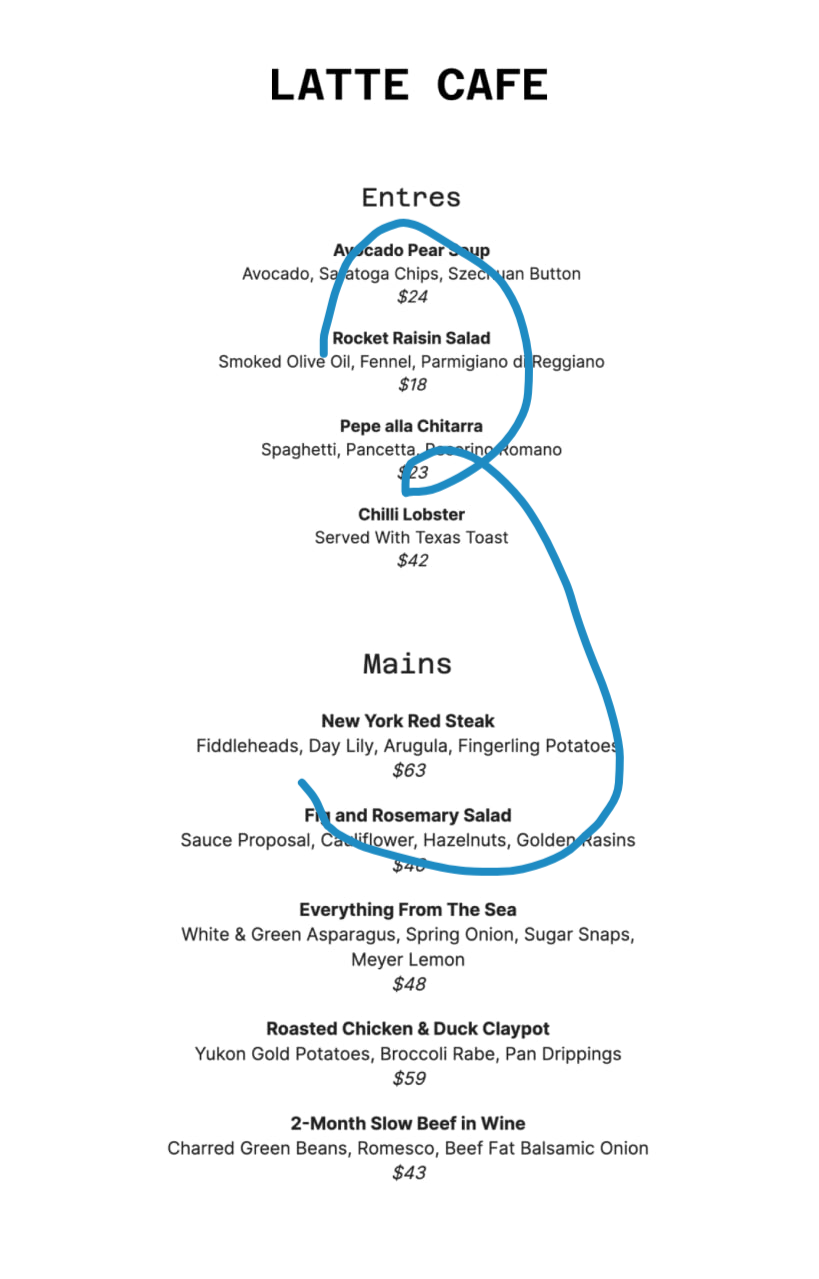 LATTE CAFE
Entres
Avocado Pear Soup
Avocado, Saratoga Chips, Szechuan Button
$24
Rocket Raisin Salad
Smoked Olive Oil, Fennel, Parmigiano di Reggiano
$18
Pepe alla Chitarra
Spaghetti, Pancetta, Pecorino Romano
$23
Chilli Lobster
Served With Texas Toast
$42
Mains
New York Red Steak
Fiddleheads, Day Lily, Arugula, Fingerling Potatoes
$63
Fig and Rosemary Salad
Sauce Proposal, Cauliflower, Hazelnuts, Golden Rasins
Everything From The Sea
White & Green Asparagus, Spring Onion, Sugar Snaps,
Meyer Lemon
$48
Roasted Chicken & Duck Claypot
Yukon Gold Potatoes, Broccoli Rabe, Pan Drippings
$59
2-Month Slow Beef in Wine
Charred Green Beans, Romesco, Beef Fat Balsamic Onion
$43